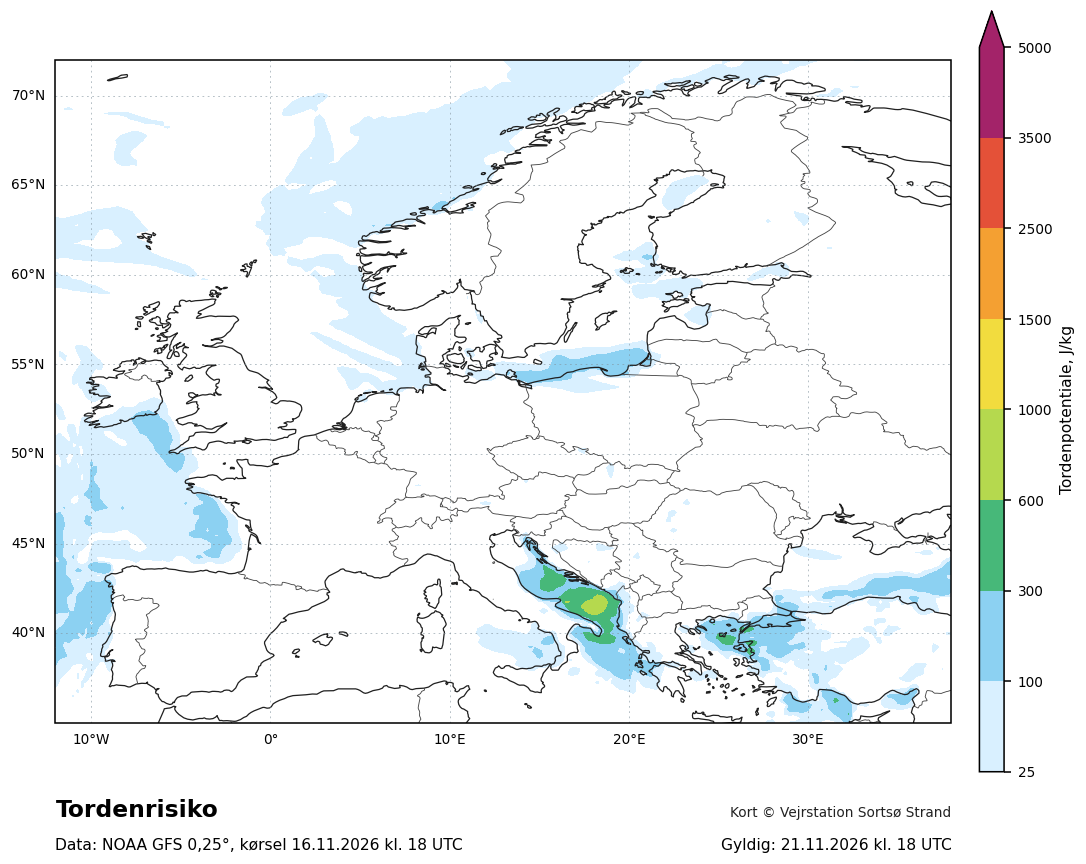 5000
3500
2500
1500
1000
600
300
100
25
Tordenpotentiale, J/kg
70°N
65°N
60°N
55°N
50°N
45°N
40°N
10°W
0°
10°E
20°E
30°E
Tordenrisiko
Kort © Vejrstation Sortsø Strand
Data: NOAA GFS 0,25°, kørsel 16.11.2026 kl. 18 UTC
Gyldig: 21.11.2026 kl. 18 UTC